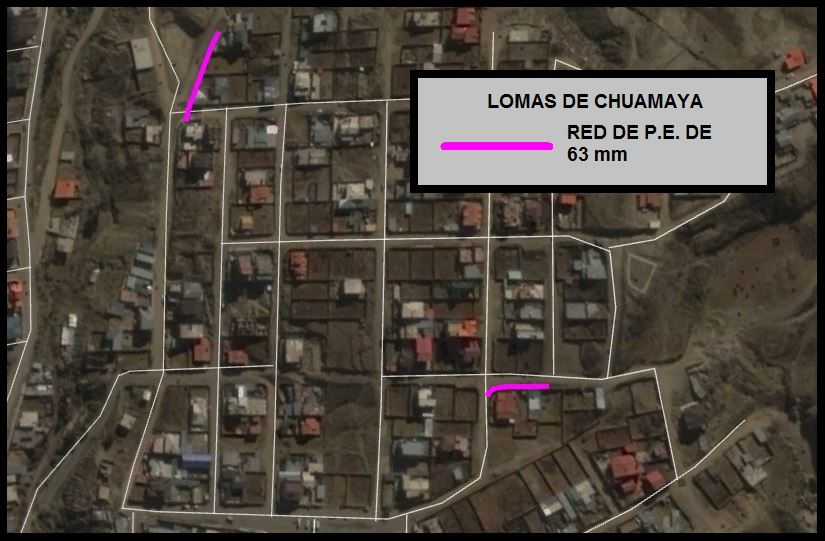 LOMAS DE CHUAMAYA
RED DE P.E. DE
63 mm